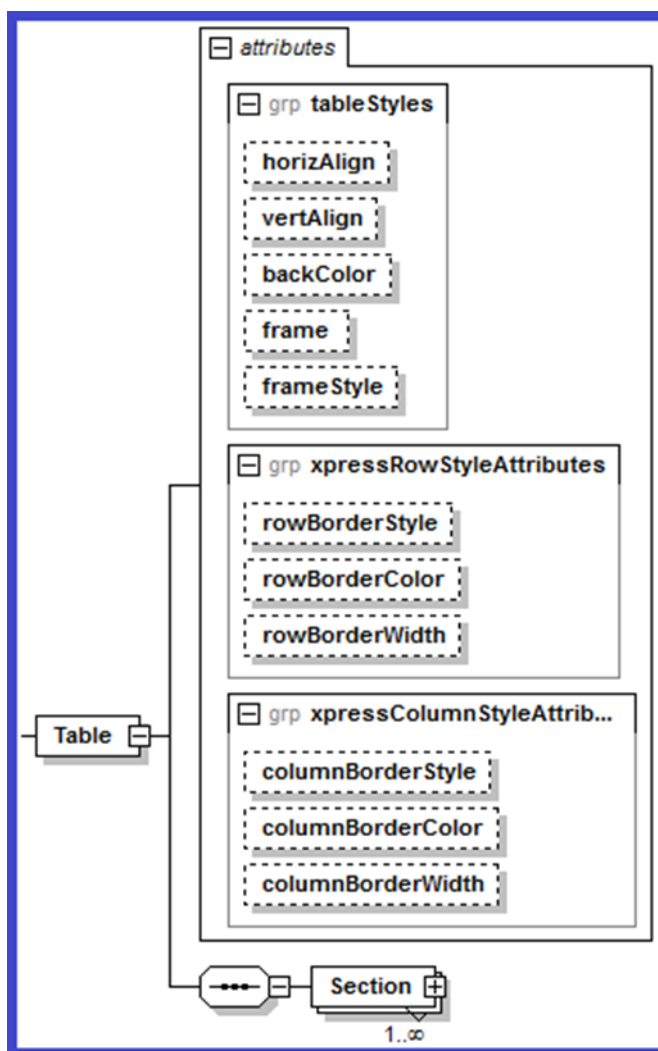 attributes
grp tableStyles
horizAlign
vertAlign
backColor
frame
frameStyle
grp xpressRowStyleAttributes
rowBorderStyle
rowBorderColor
rowBorderWidth
grp xpressColumnStyleAttrib...
Table
columnBorderStyle
columnBorderColor
columnBorderWidth
Section
1..∞